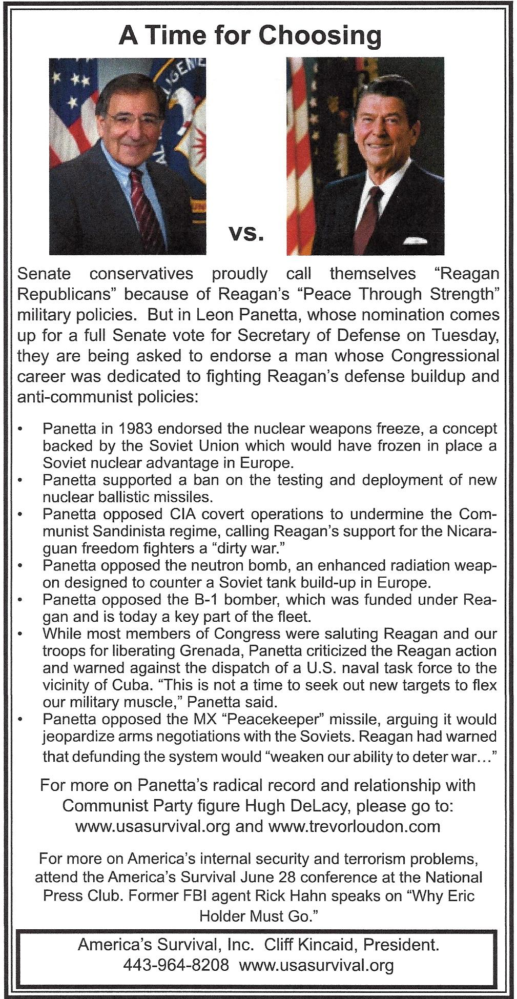 A Time for Choosing
IGENCE
AL
UN
vs.
Senate conservatives proudly call themselves “Reagan
Republicans” because of Reagan’s “Peace Through Strength”
military policies.  But in Leon Panetta, whose nomination comes
up for a full Senate vote for Secretary of Defense on Tuesday,
they are being asked to endorse a man whose Congressional
career was dedicated to fighting Reagan’s defense buildup and
anti-communist policies:
• Panetta in 1983 endorsed the nuclear weapons freeze, a concept
backed by the Soviet Union which would have frozen in place a
Soviet nuclear advantage in Europe.
• Panetta supported a ban on the testing and deployment of new
nuclear ballistic missiles.
• Panetta opposed CIA covert operations to undermine the Com-
munist Sandinista regime, calling Reagan’s support for the Nicara-
guan freedom fighters a “dirty war.”
• Panetta opposed the neutron bomb, an enhanced radiation weap-
on designed to counter a Soviet tank build-up in Europe.
• Panetta opposed the B-1 bomber, which was funded under Rea-
gan and is today a key part of the fleet.
• While most members of Congress were saluting Reagan and our
troops for liberating Grenada, Panetta criticized the Reagan action
and warned against the dispatch of a U.S. naval task force to the
vicinity of Cuba. “This is not a time to seek out new targets to flex
our military muscle,” Panetta said.
• Panetta opposed the MX “Peacekeeper” missile, arguing it would
jeopardize arms negotiations with the Soviets. Reagan had warned
that defunding the system would “weaken our ability to deter war…”
For more on Panetta’s radical record and relationship with
Communist Party figure Hugh DeLacy, please go to:
www.usasurvival.org and www.trevorloudon.com
For more on America’s internal security and terrorism problems,
attend the America’s Survival June 28 conference at the National
Press Club. Former FBI agent Rick Hahn speaks on “Why Eric
Holder Must Go.”
America’s Survival, Inc.  Cliff Kincaid, President.
443-964-8208  www.usasurvival.org